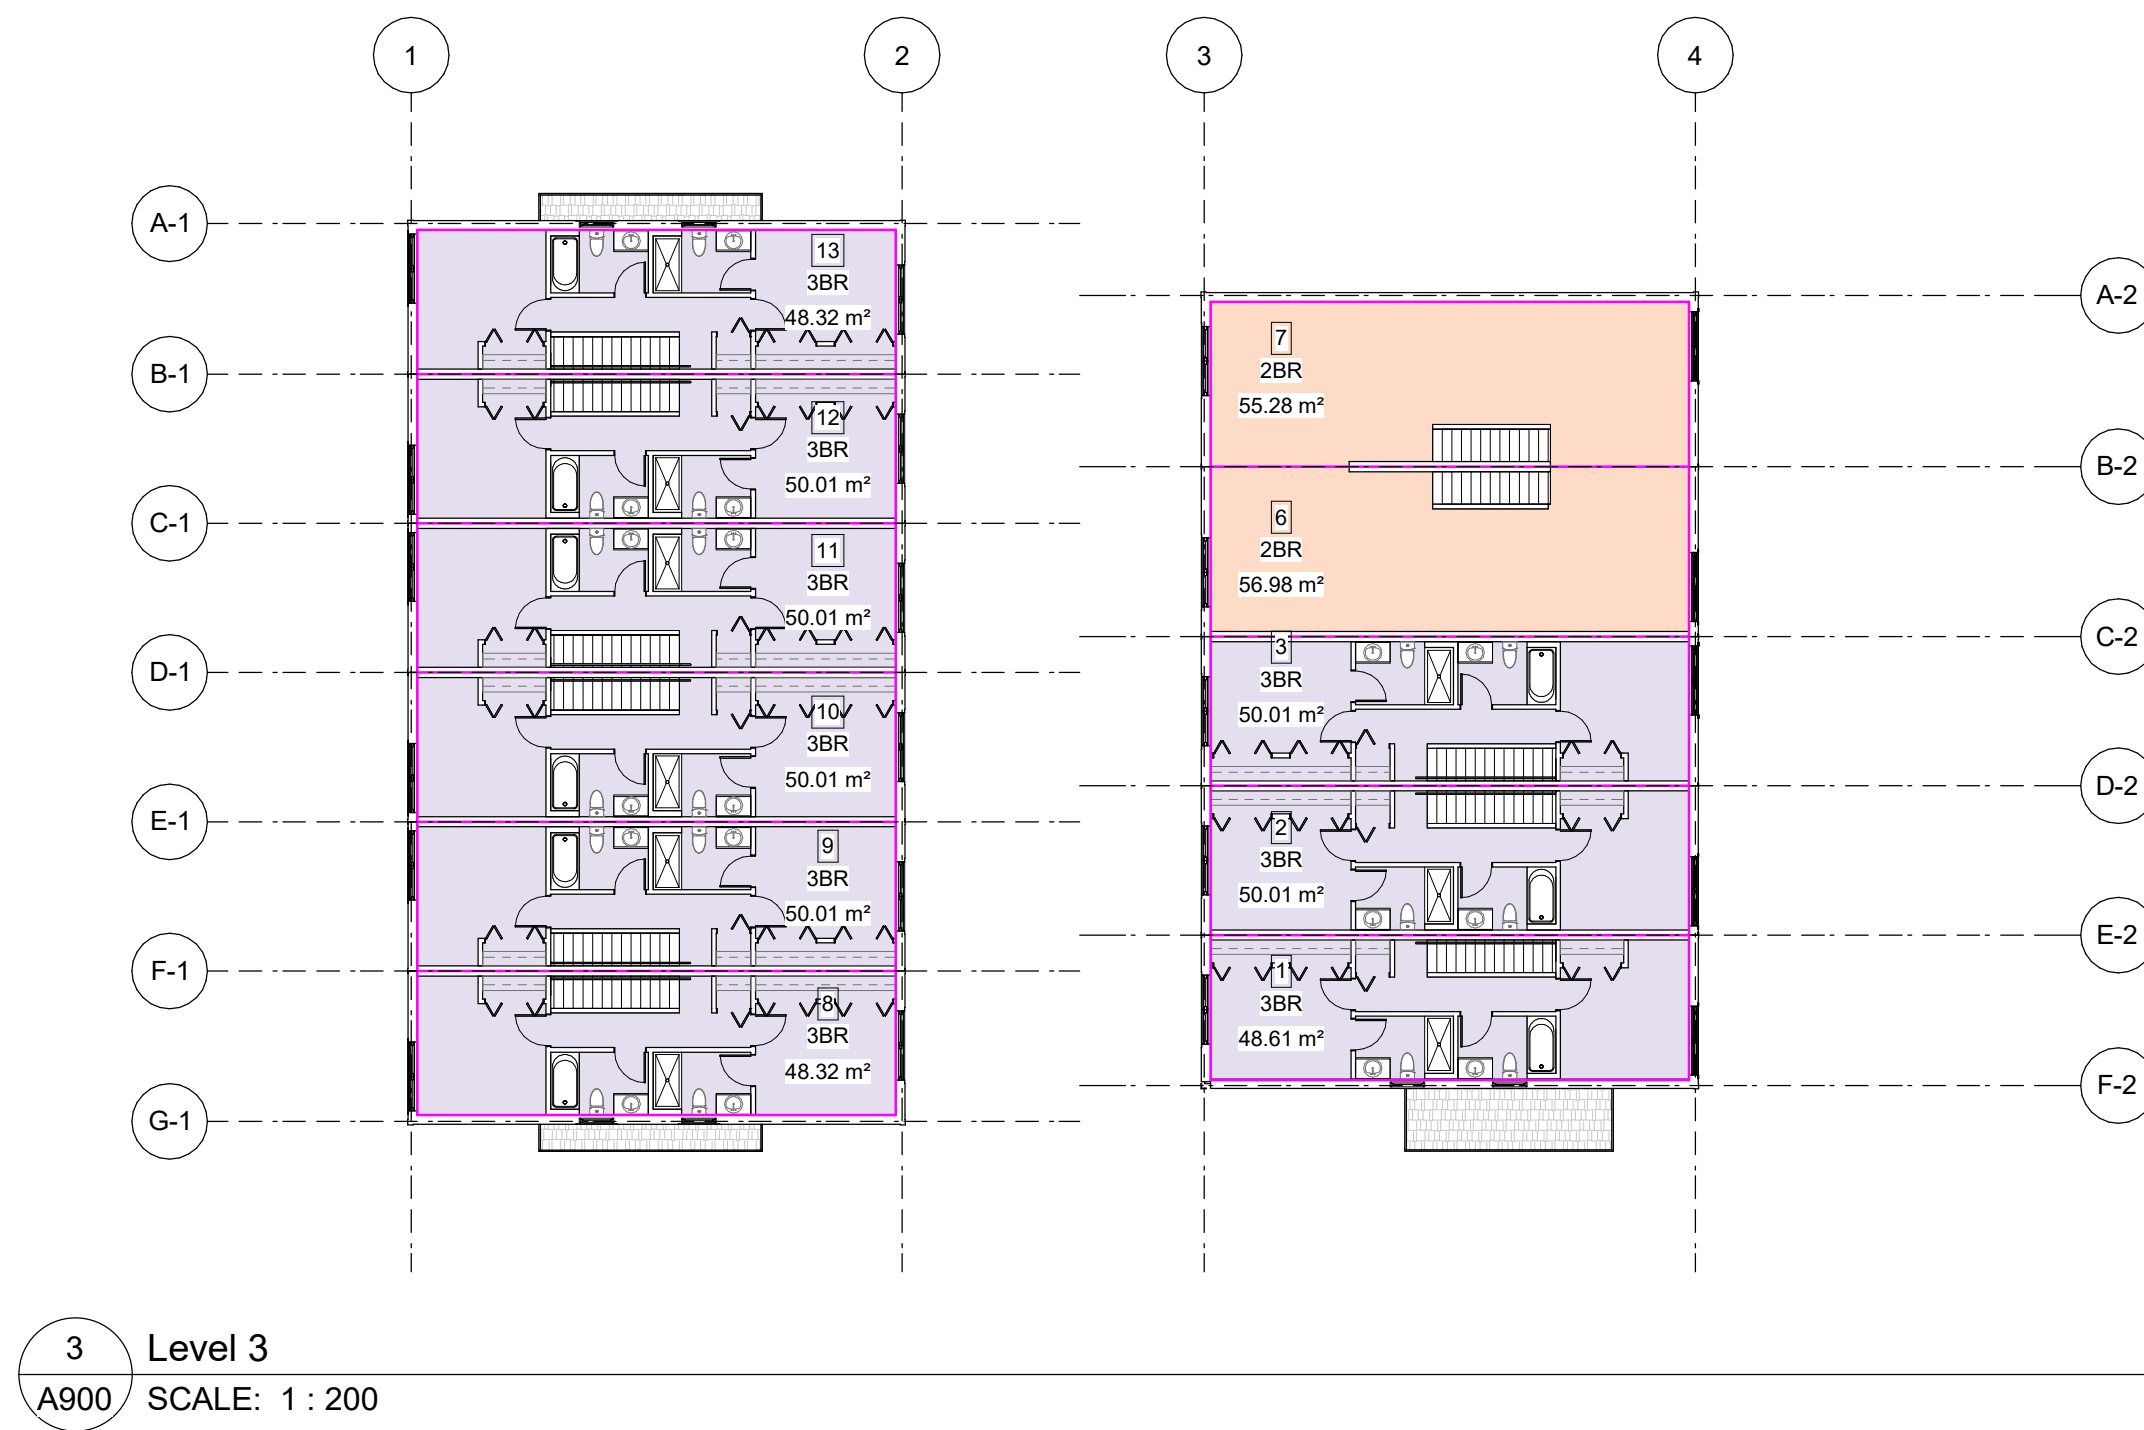 1
2
3
4
A-1
B-1
C-1
D-1
E-1
F-1
G-1
13
3BR
48.32 m²
12
3BR
50.01 m²
11
3BR
50.01 m²
10
3BR
50.01 m²
9
3BR
50.01 m²
8
3BR
48.32 m²
7
2BR
55.28 m²
6
2BR
56.98 m²
3
3BR
50.01 m²
2
3BR
50.01 m²
1
3BR
48.61 m²
A-2
B-2
C-2
D-2
E-2
F-2
3
Level 3
A900
SCALE: 1 : 200